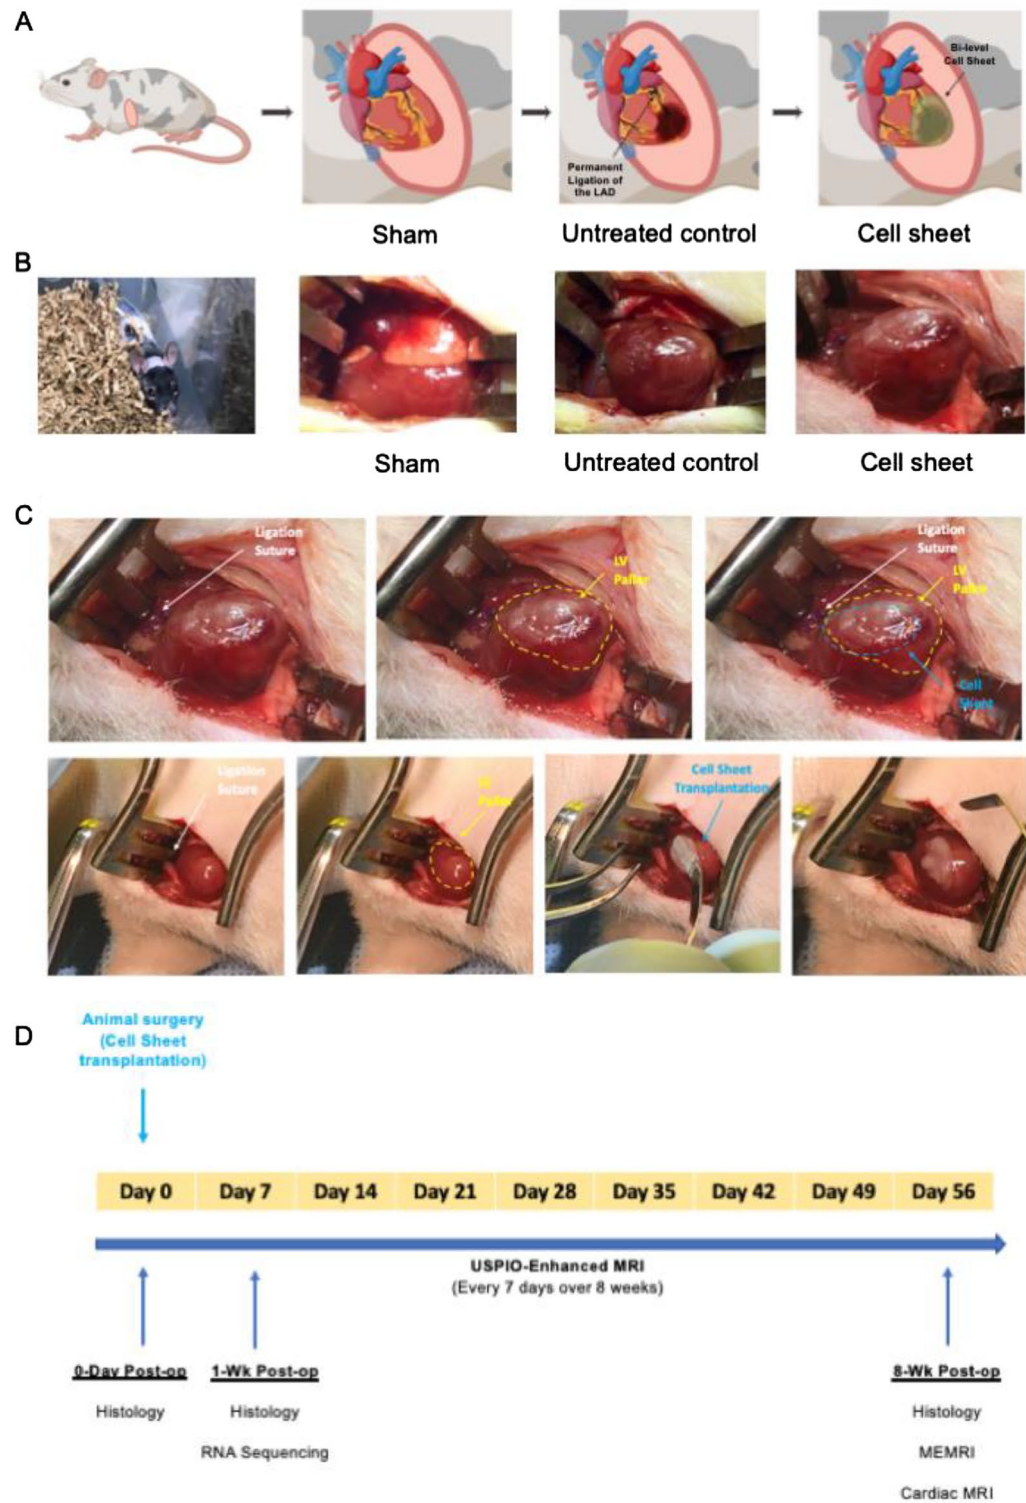 A
Bi-level
Cell Sheet
Permanent
Ligation of
the LAD
Sham
Untreated control
Cell sheet
B
Sham
Untreated control
Cell sheet
C
Ligation
Suture
LV
Paller
Ligation
Suture
LV
Paller
Cell
Sheet
Ligation
Suture
Paller
Cell Sheet
Transplantation
D
Animal surgery
(Cell Sheet
transplantation)
Day 0 Day 7 Day 14 Day 21 Day 28 Day 35 Day 42 Day 49 Day 56
USPIO-Enhanced MRI
(Every 7 days over 8 weeks)
0-Day Post-op 1-Wk Post-op 8-Wk Post-op
Histology Histology Histology
RNA Sequencing MEMRI
Cardiac MRI